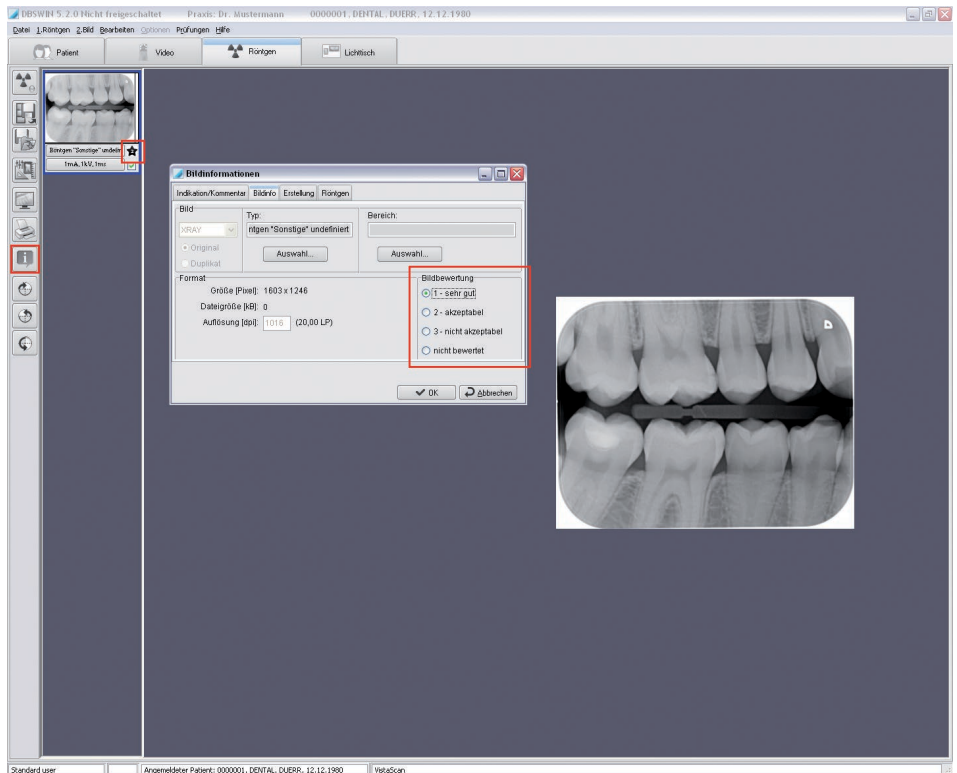 DBSWIN 5.2.0 Nicht freigeschaltet Praxis: Dr. Mustermann 0000001, DENTAL, DUERR, 12.12.1980
Datei 1.Röntgen 2.Bild Bearbeiten Optionen Prüfungen Hilfe
Patient Video Röntgen Lichttisch
Röntgen "Sonstige" undefin
1mA, 1kV, 1ms
Bildinformationen
Indikation/Kommentar Bildinfo Erstellung Röntgen
Bild
Typ: Bereich:
XRAY ntgen "Sonstige" undefiniert
Original
Duplikat
Auswahl... Auswahl...
Format Bildbewertung
Größe [Pixel]: 1603 x 1246
Dateigröße [kB]: 0
Auflösung [dpi]: 1016 (20,00 LP)
1 - sehr gut
2 - akzeptabel
3 - nicht akzeptabel
nicht bewertet
OK Abbrechen
Standard user Angemeldeter Patient: 0000001, DENTAL, DUERR, 12.12.1980 VistaScan